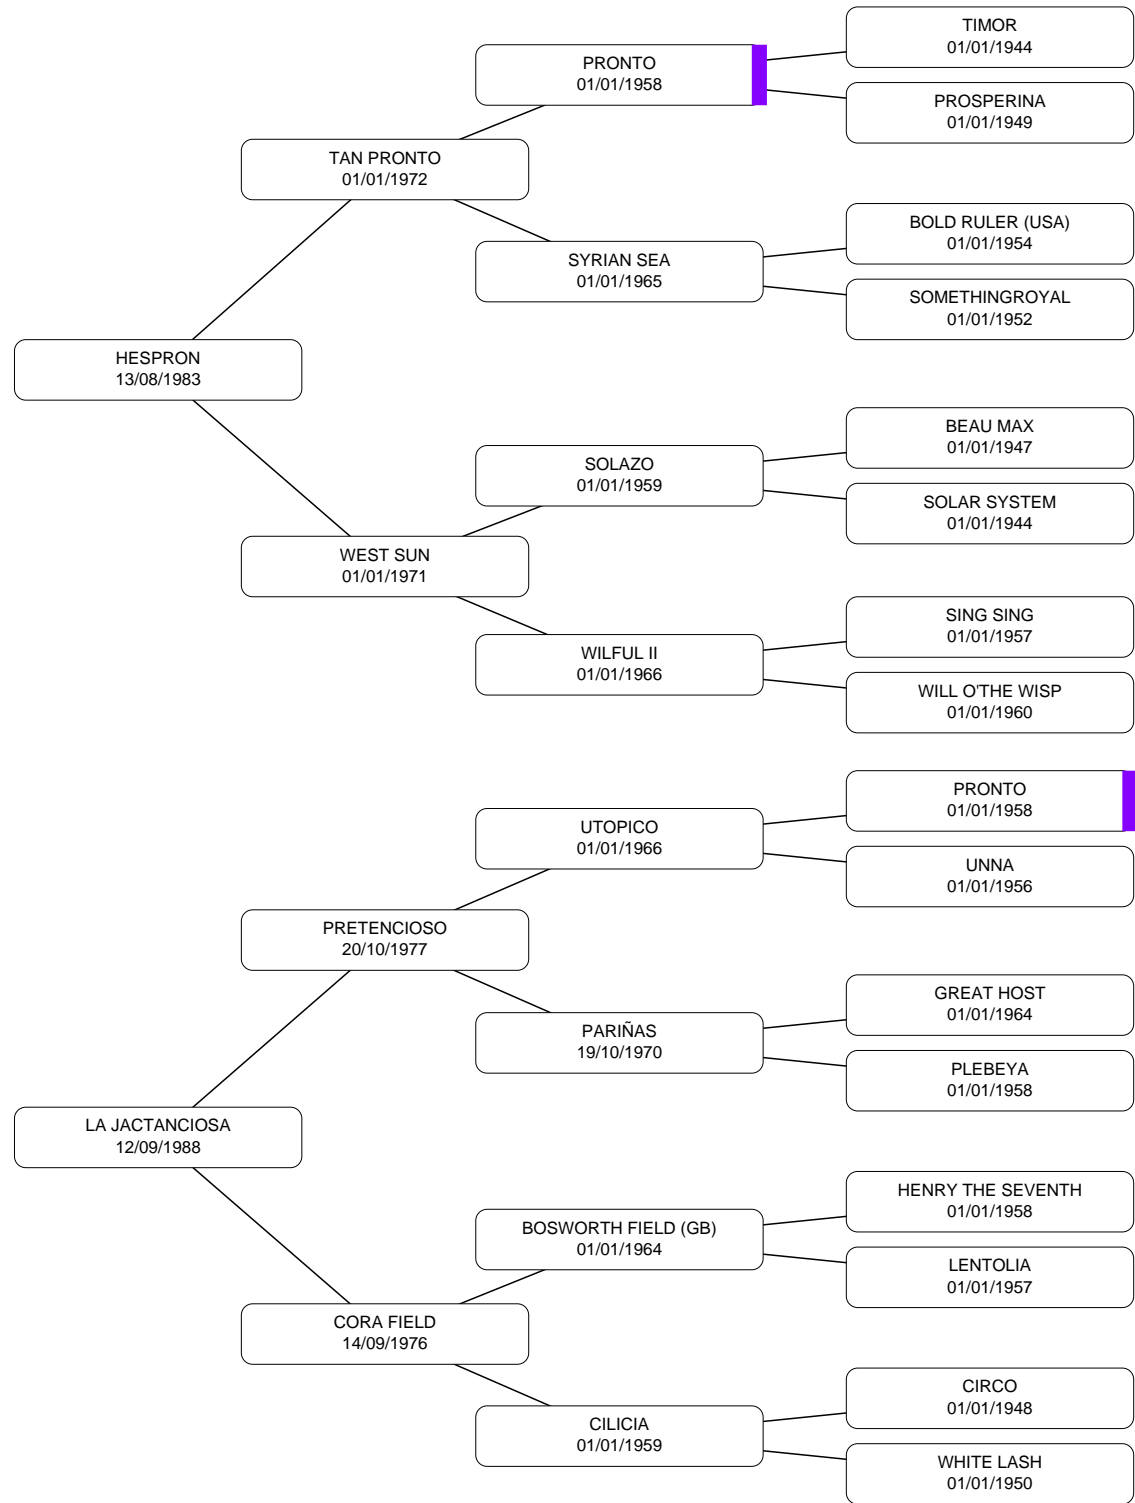 TIMOR
01/01/1944
PRONTO
01/01/1958
PROSPERINA
01/01/1949
TAN PRONTO
01/01/1972
BOLD RULER (USA)
01/01/1954
SYRIAN SEA
01/01/1965
SOMETHINGROYAL
01/01/1952
HESPRON
13/08/1983
BEAU MAX
01/01/1947
SOLAZO
01/01/1959
SOLAR SYSTEM
01/01/1944
WEST SUN
01/01/1971
SING SING
01/01/1957
WILFUL II
01/01/1966
WILL O'THE WISP
01/01/1960
PRONTO
01/01/1958
UTOPICO
01/01/1966
UNNA
01/01/1956
PRETENCIOSO
20/10/1977
GREAT HOST
01/01/1964
PARIÑAS
19/10/1970
PLEBEYA
01/01/1958
LA JACTANCIOSA
12/09/1988
HENRY THE SEVENTH
01/01/1958
BOSWORTH FIELD (GB)
01/01/1964
LENTOLIA
01/01/1957
CORA FIELD
14/09/1976
CIRCO
01/01/1948
CILICIA
01/01/1959
WHITE LASH
01/01/1950